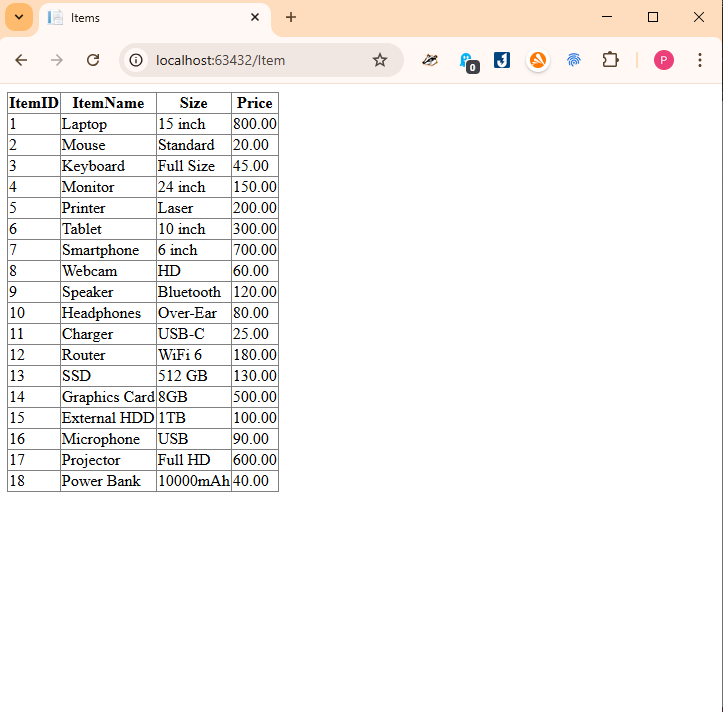 Items
localhost:63432/Item
0
J
P
ItemID ItemName Size Price
1 Laptop 15 inch 800.00
2 Mouse Standard 20.00
3 Keyboard Full Size 45.00
4 Monitor 24 inch 150.00
5 Printer Laser 200.00
6 Tablet 10 inch 300.00
7 Smartphone 6 inch 700.00
8 Webcam HD 60.00
9 Speaker Bluetooth 120.00
10 Headphones Over-Ear 80.00
11 Charger USB-C 25.00
12 Router WiFi 6 180.00
13 SSD 512 GB 130.00
14 Graphics Card 8GB 500.00
15 External HDD 1TB 100.00
16 Microphone USB 90.00
17 Projector Full HD 600.00
18 Power Bank 10000mAh 40.00